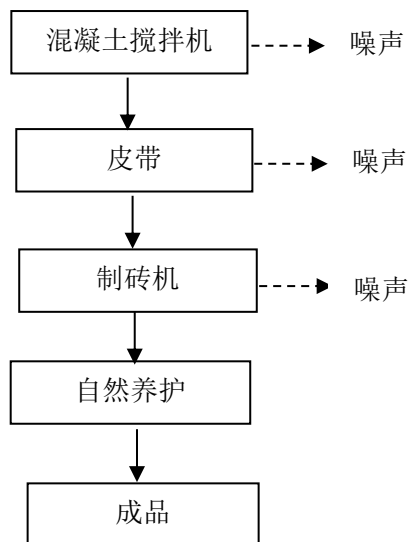 混凝土搅拌机 噪声
皮带 噪声
制砖机 噪声
自然养护
成品